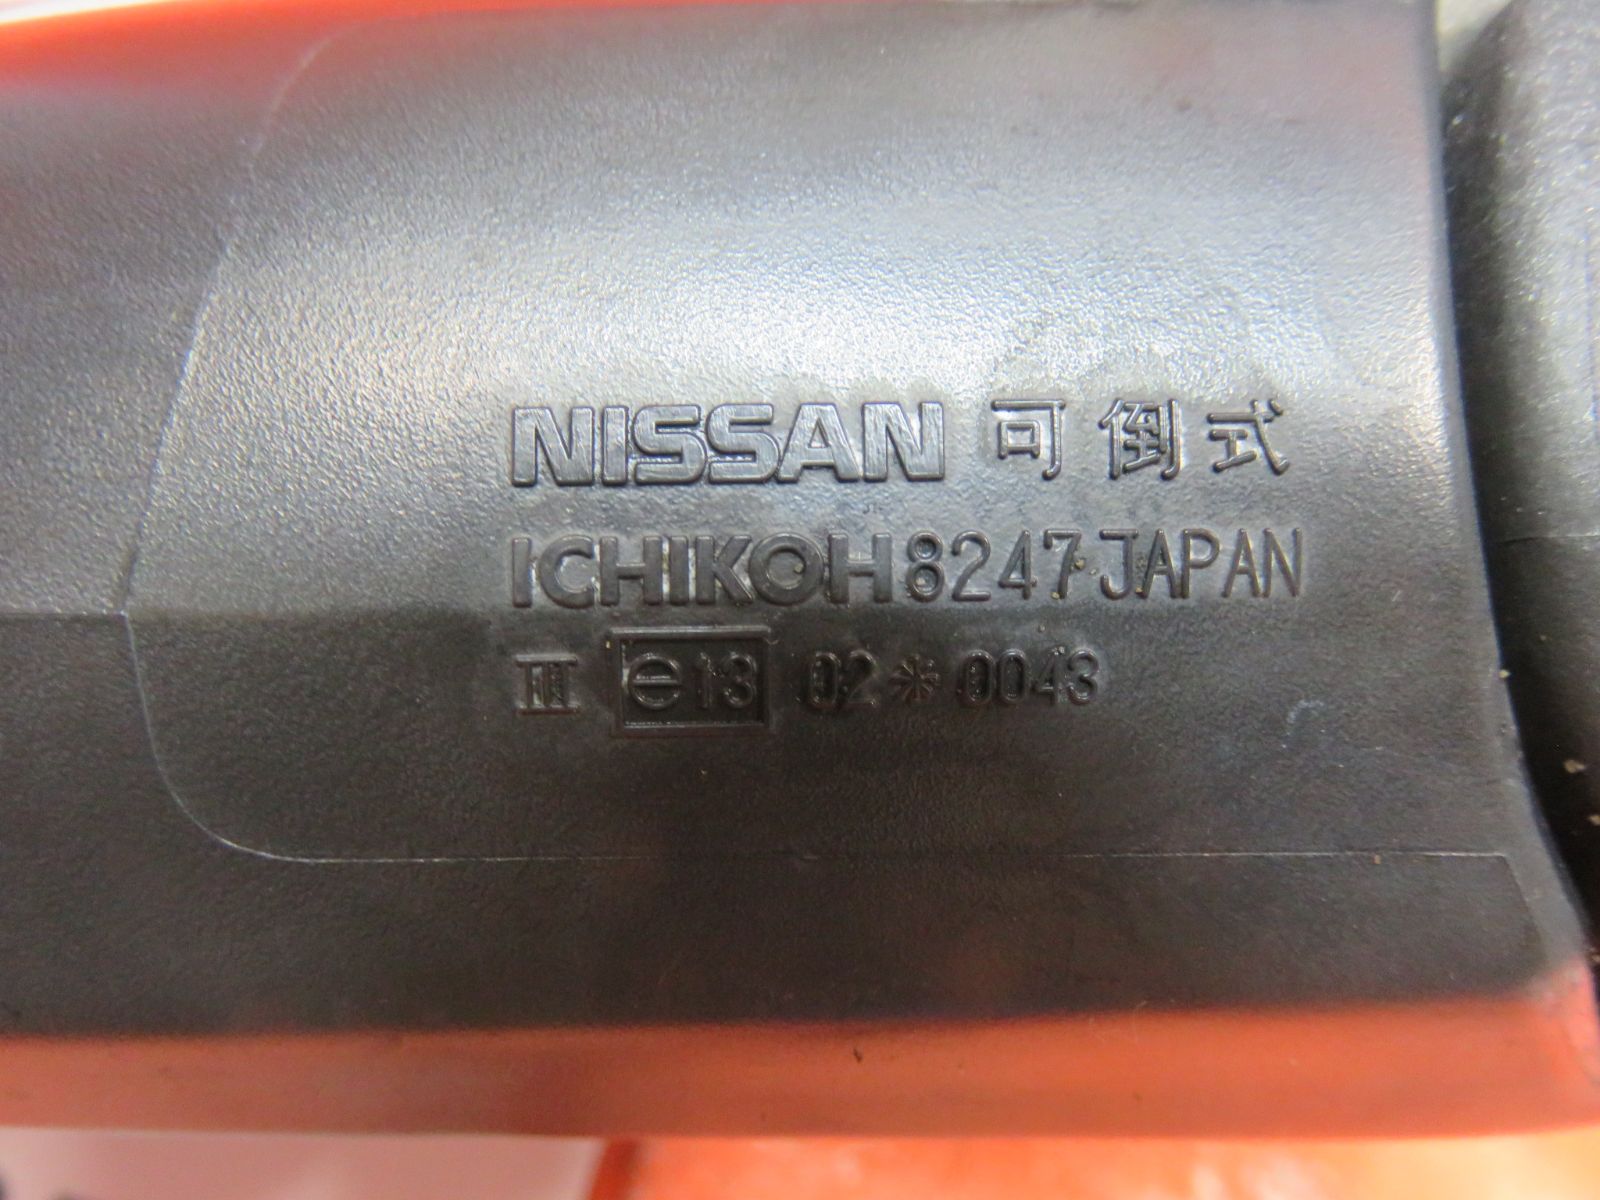 NISSAN 可倒式
ICHIKOH 8247 JAPAN
III e13 02*0043